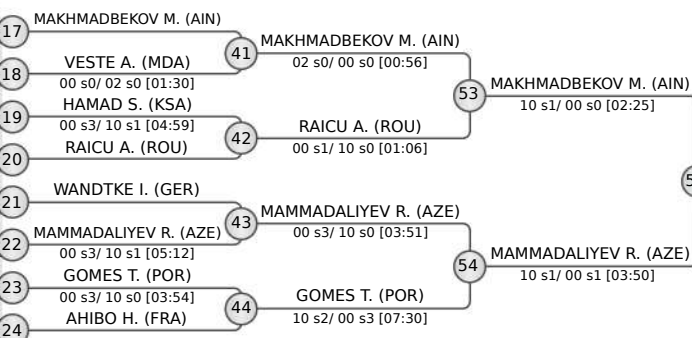 17
MAKHMADBEKOV M. (AIN)
41
MAKHMADBEKOV M. (AIN)
02 s0/ 00 s0 [00:56]
18
VESTE A. (MDA)
00 s0/ 02 s0 [01:30]
53
MAKHMADBEKOV M. (AIN)
10 s1/ 00 s0 [02:25]
19
HAMAD S. (KSA)
00 s3/ 10 s1 [04:59]
42
RAICU A. (ROU)
00 s1/ 10 s0 [01:06]
20
RAICU A. (ROU)
21
WANDTKE I. (GER)
43
MAMMADALIYEV R. (AZE)
00 s3/ 10 s0 [03:51]
22
MAMMADALIYEV R. (AZE)
00 s3/ 10 s1 [05:12]
54
MAMMADALIYEV R. (AZE)
10 s1/ 00 s1 [03:50]
23
GOMES T. (POR)
00 s3/ 10 s0 [03:54]
44
GOMES T. (POR)
10 s2/ 00 s3 [07:30]
24
AHIBO H. (FRA)